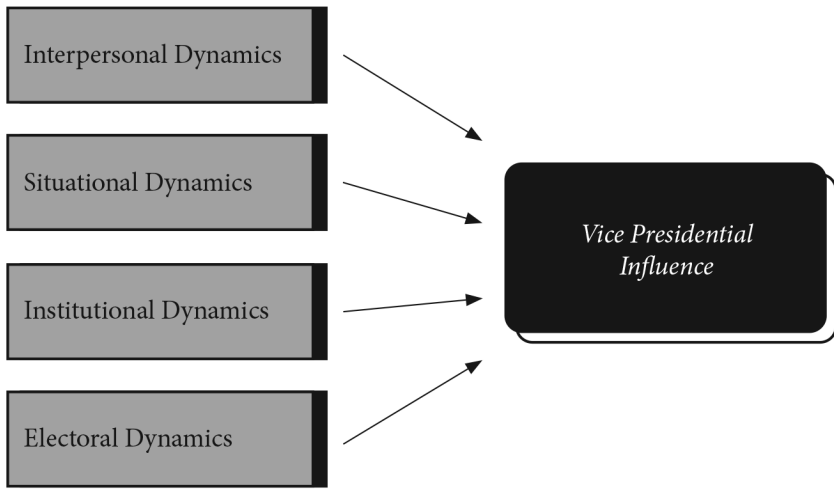 Interpersonal Dynamics
Situational Dynamics
Institutional Dynamics
Electoral Dynamics
Vice Presidential
Influence